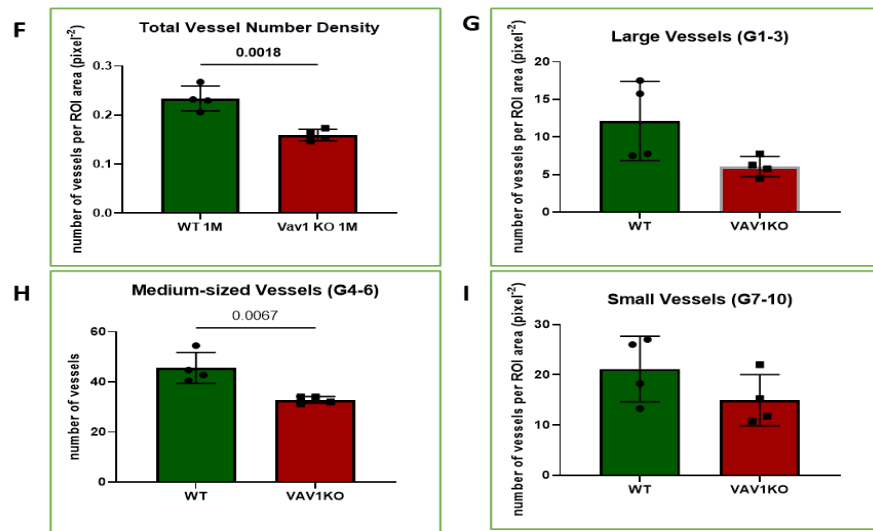 F
Total Vessel Number Density
0.0018
number of vessels per ROI area (pixel⁻²)
0.3
0.2
0.1
0.0
WT 1M
Vav1 KO 1M
G
Large Vessels (G1-3)
number of vessels per ROI area (pixel⁻²)
20
15
10
5
0
WT
VAV1KO
H
Medium-sized Vessels (G4-6)
0.0067
number of vessels
60
40
20
0
WT
VAV1KO
I
Small Vessels (G7-10)
number of vessels per ROI area (pixel⁻²)
30
20
10
0
WT
VAV1KO